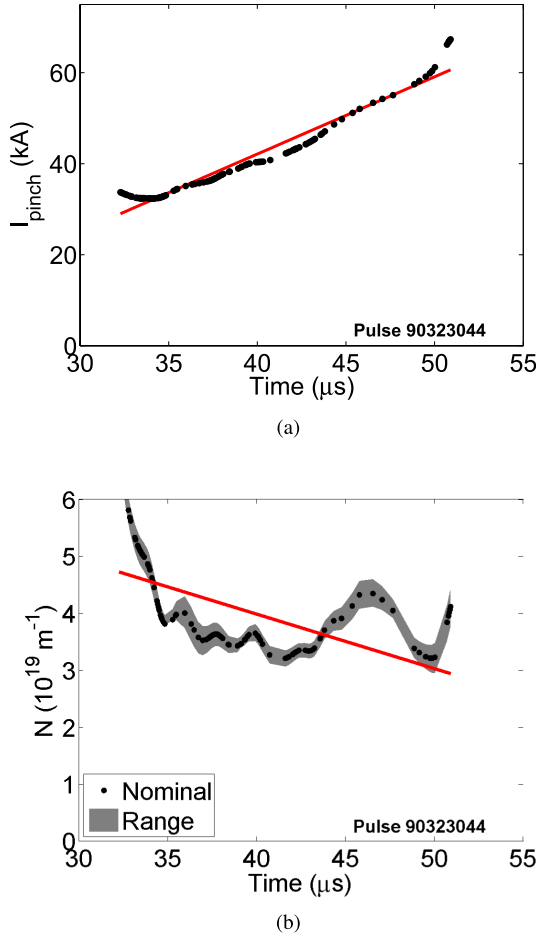 60
40
20
0
I_pinch (kA)
Pulse 90323044
30 35 40 45 50 55
Time (μs)
(a)
6
5
4
3
2
1
0
N (10^19 m^-1)
Nominal
Range
Pulse 90323044
30 35 40 45 50 55
Time (μs)
(b)